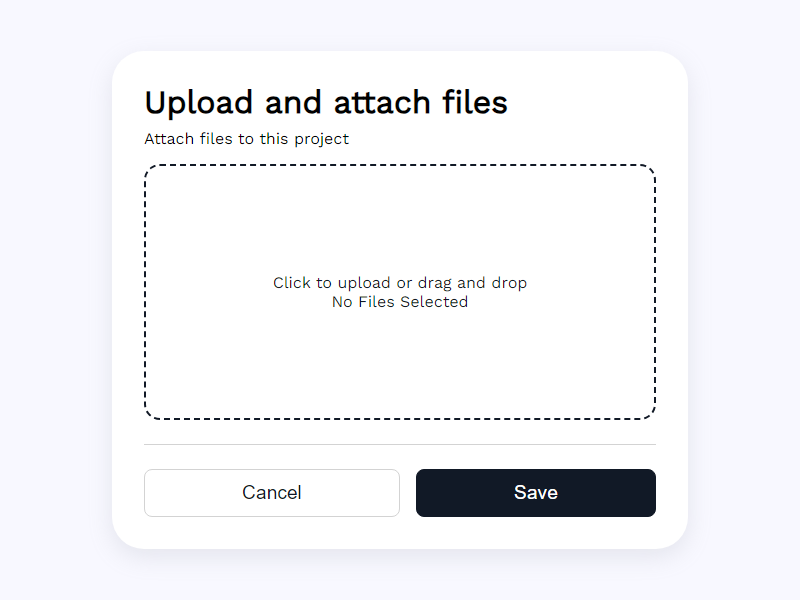 Upload and attach files
Attach files to this project
Click to upload or drag and drop
No Files Selected
Cancel
Save